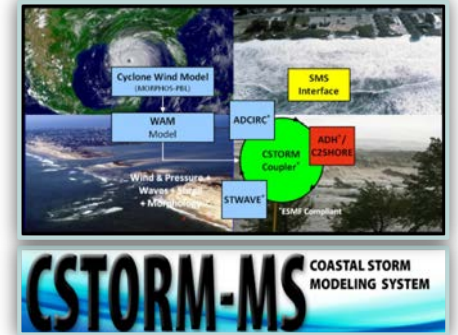 Cyclone Wind Model
(MORPHOS-PBL)
SMS
Interface
WAM
Model
ADCIRC*
ADH*/
C2SHORE
CSTORM
Coupler*
Wind & Pressure +
Waves + Surge
+ Morphology
STWAVE*
*ESMF Compliant
CSTORM-MS
COASTAL STORM
MODELING SYSTEM